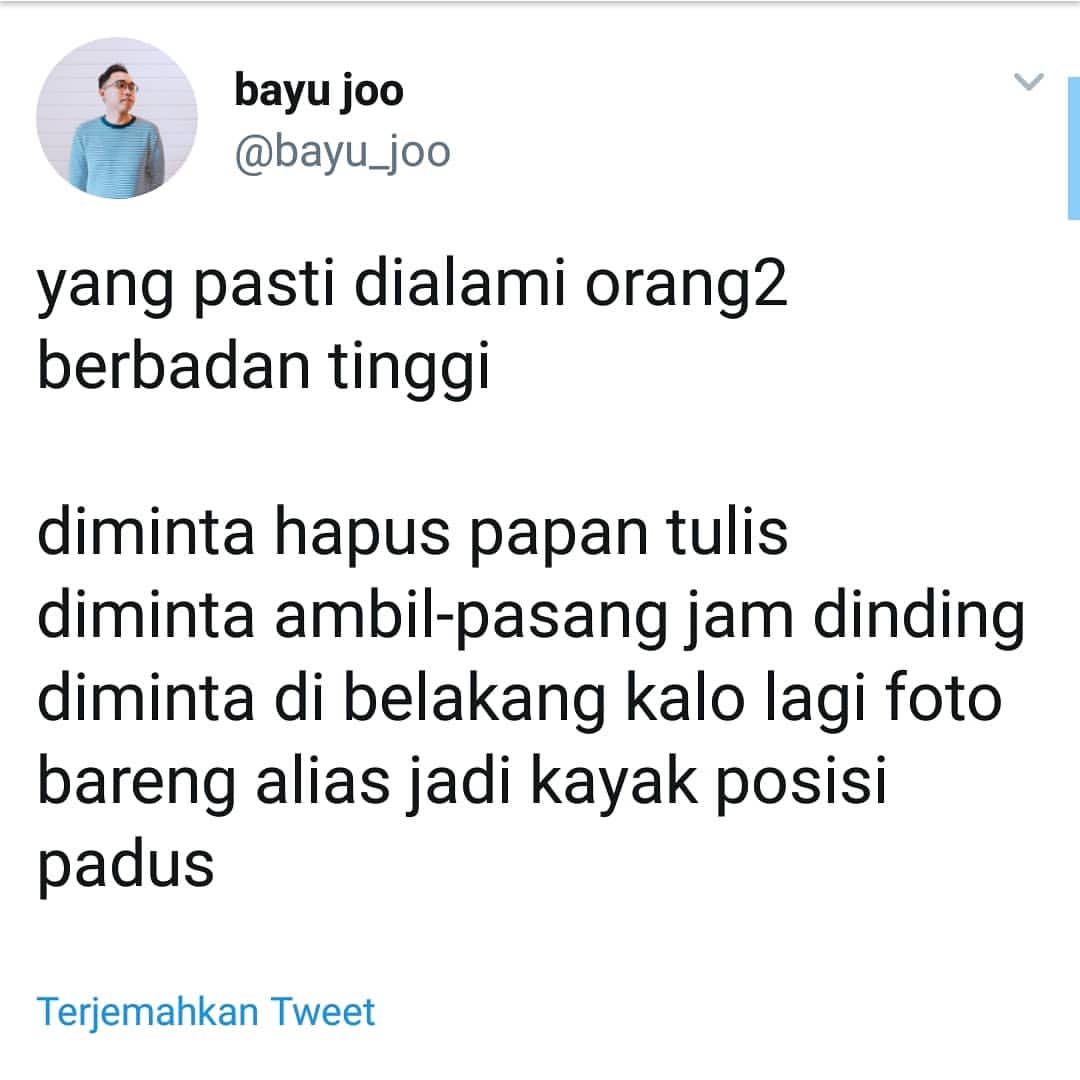 bayu joo
@bayu_joo
yang pasti dialami orang2
berbadan tinggi
diminta hapus papan tulis
diminta ambil-pasang jam dinding
diminta di belakang kalo lagi foto
bareng alias jadi kayak posisi
padus
Terjemahkan Tweet